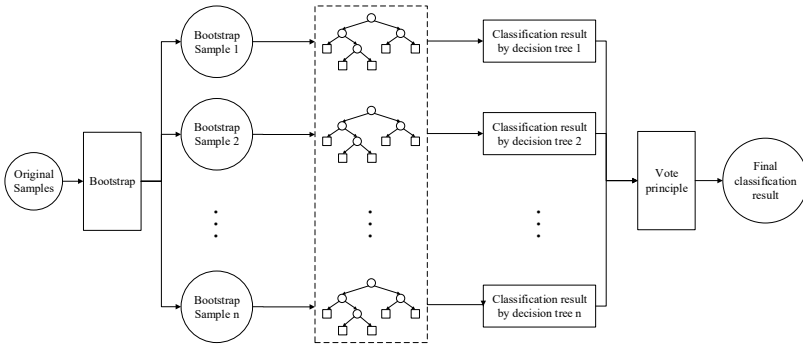 Original
Samples
Bootstrap
Bootstrap
Sample 1
Classification result
by decision tree 1
Bootstrap
Sample 2
Classification result
by decision tree 2
Bootstrap
Sample n
Classification result
by decision tree n
Vote
principle
Final
classification
result